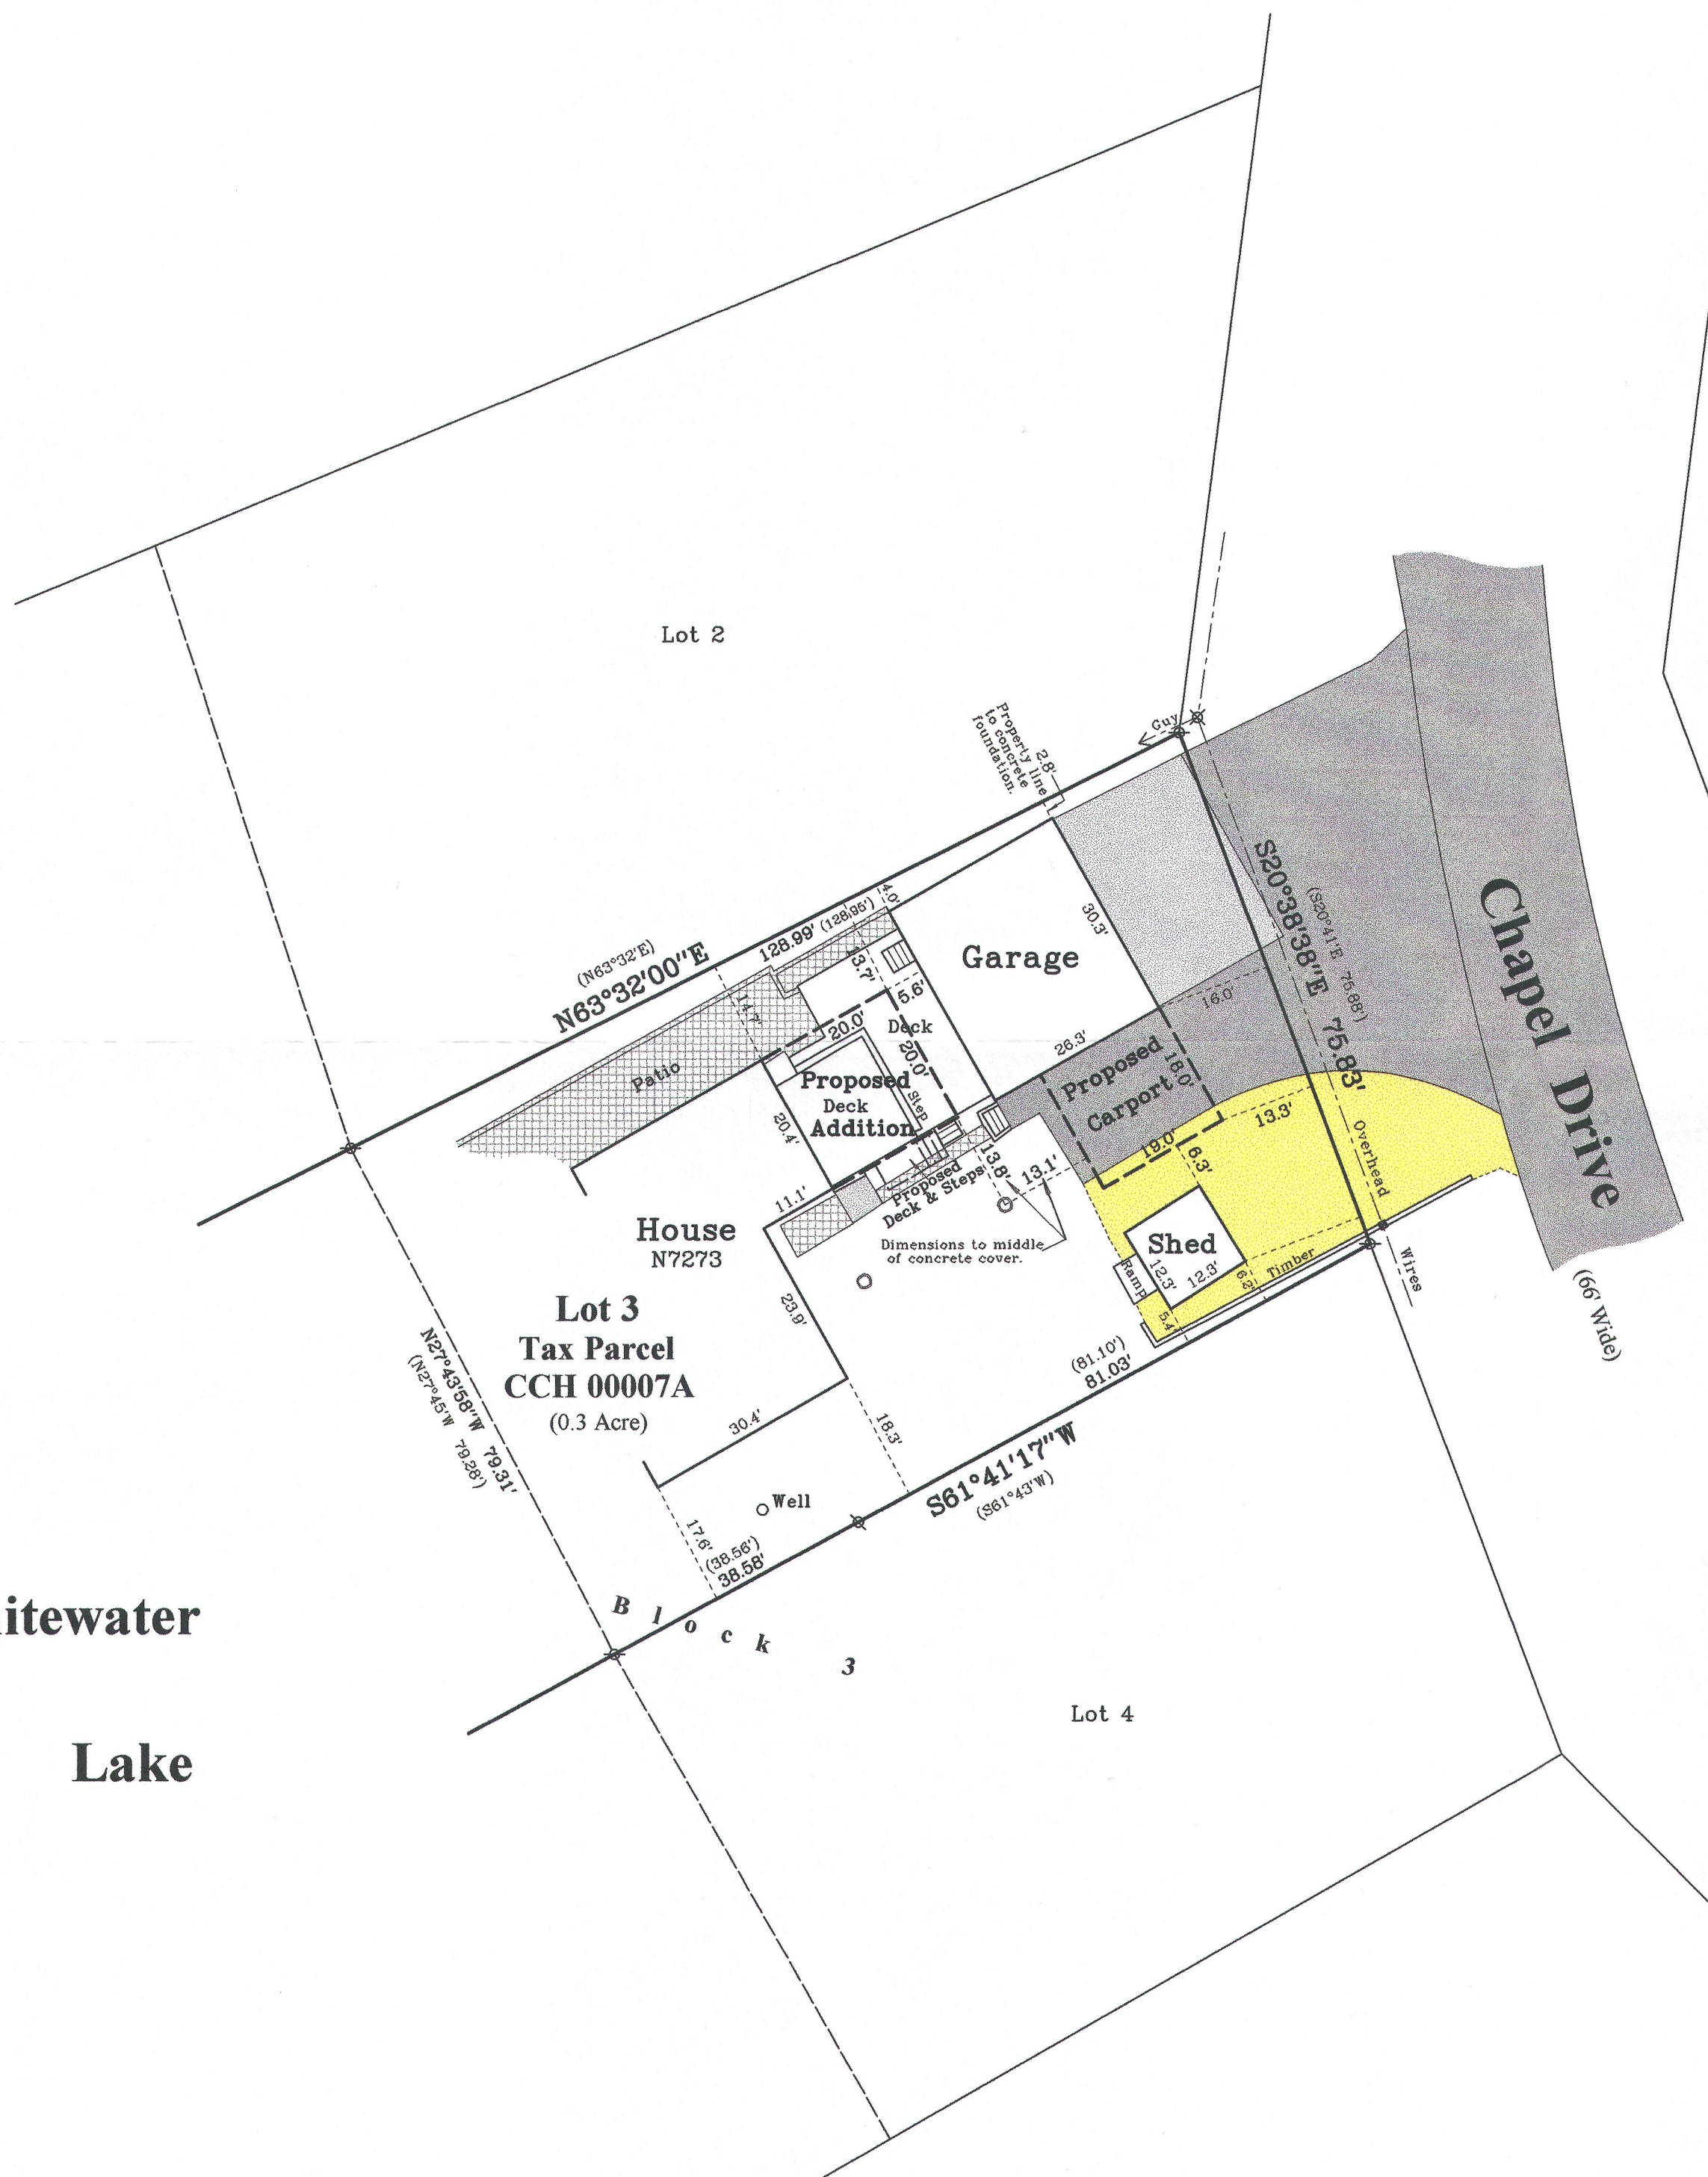 Lot 2
Guy
Property line
to concrete
foundation.
2.8'
Chapel Drive
(66' Wide)
S20°38'38"E 75.83'
(S20°41'E 75.88')
(N63°32'E)
N63°32'00"E
128.99' (128.95')
4.0'
13.7'
14.7'
30.3'
Garage
5.6'
Deck
20.0'
20.0'
Step
Patio
Proposed
Deck
Addition
20.4'
26.3'
16.0'
Proposed
Carport
18.0'
19.0'
13.3'
6.3'
Overhead
Wires
13.8'
13.1'
Proposed
Deck & Steps
11.1'
House
N7273
Dimensions to middle
of concrete cover.
Shed
12.3'
12.3'
Ramp
6.2'
5.4'
Timber
23.9'
Lot 3
Tax Parcel
CCH 00007A
(0.3 Acre)
N27°43'58"W 79.31'
(N27°45'W 79.28')
30.4'
18.3'
(81.10')
81.03'
S61°41'17"W
(S61°43'W)
Well
17.6'
(38.56')
38.58'
Block 3
itewater
Lake
Lot 4